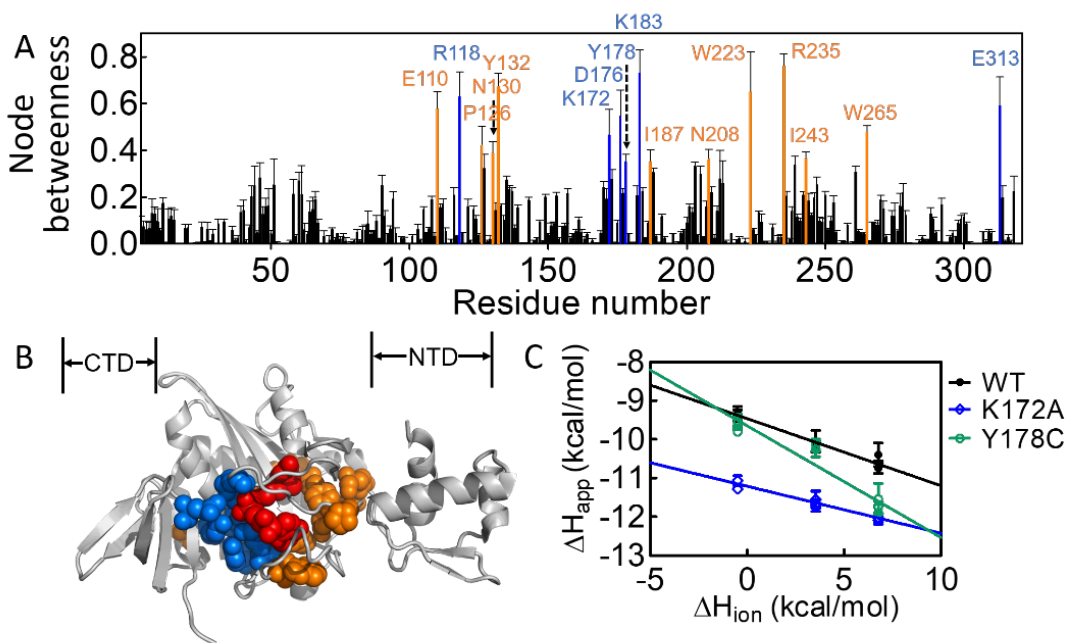 A
Node betweenness
0.8
0.6
0.4
0.2
0.0
50 100 150 200 250 300
Residue number
E110
R118
P126
N130
Y132
K172
D176
Y178
K183
I187
N208
W223
R235
I243
W265
E313
B
CTD
NTD
C
ΔHapp (kcal/mol)
-8
-9
-10
-11
-12
-13
-5 0 5 10
ΔHion (kcal/mol)
WT
K172A
Y178C